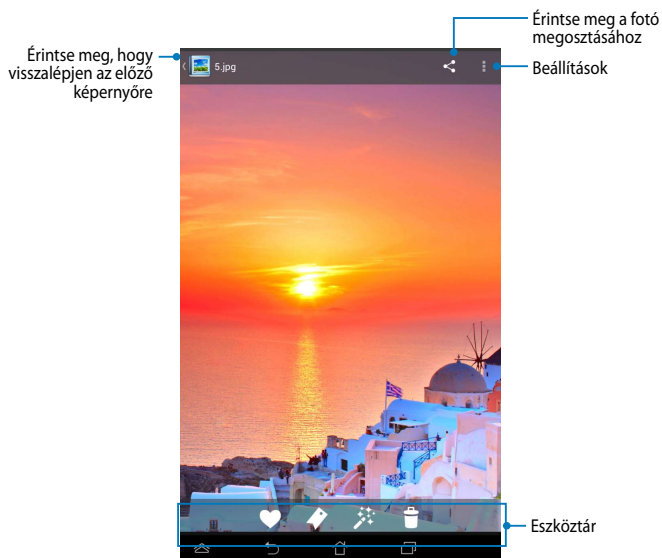 Érintse meg a fotó
megosztásához
Érintse meg, hogy
visszalépjen az előző
képernyőre
5.jpg
Beállítások
Eszköztár